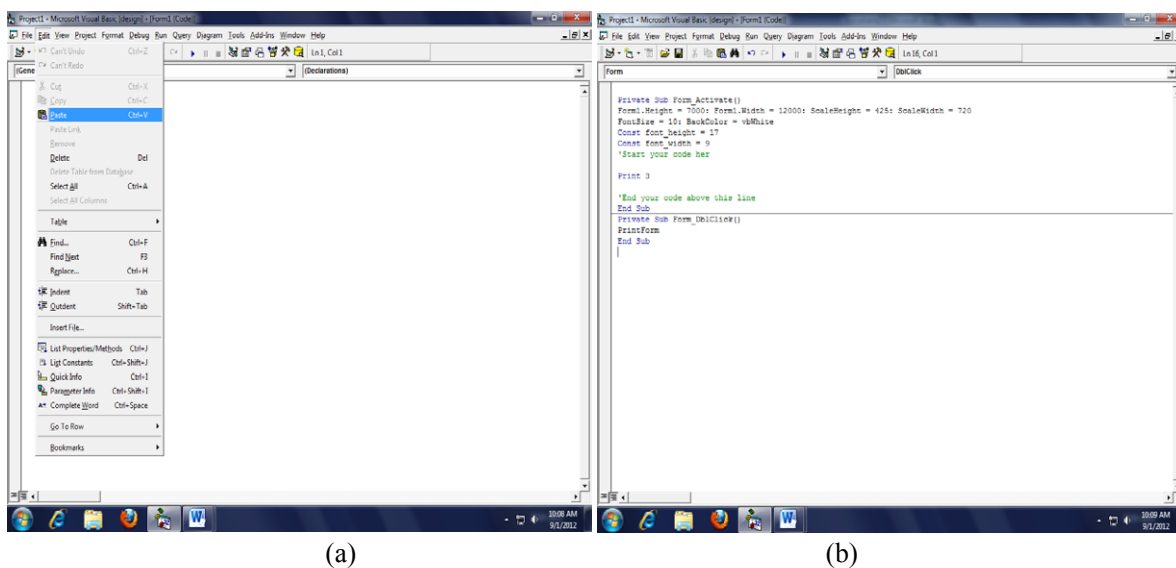 Project1 - Microsoft Visual Basic [design] - [Form1 (Code)]
File Edit View Project Format Debug Run Query Diagram Tools Add-Ins Window Help
Can't Undo Ctrl+Z
Ln 1, Col 1
Can't Redo
(Gene
(Declarations)
Cut Ctrl+X
Copy Ctrl+C
Paste Ctrl+V
Paste Link
Remove
Delete Del
Delete Table from Database
Select All Ctrl+A
Select All Columns
Table
Find... Ctrl+F
Find Next F3
Replace... Ctrl+H
Indent Tab
Outdent Shift+Tab
Insert File...
List Properties/Methods Ctrl+J
List Constants Ctrl+Shift+J
Quick Info Ctrl+I
Parameter Info Ctrl+Shift+I
Complete Word Ctrl+Space
Go To Row
Bookmarks
10:08 AM
9/1/2012
(a)
Project1 - Microsoft Visual Basic [design] - [Form1 (Code)]
File Edit View Project Format Debug Run Query Diagram Tools Add-Ins Window Help
Ln 16, Col 1
Form
DblClick
Private Sub Form_Activate()
Form1.Height = 7000: Form1.Width = 12000: ScaleHeight = 425: ScaleWidth = 720
FontSize = 10: BackColor = vbWhite
Const font_height = 17
Const font_width = 9
'Start your code her
Print 3
'End your code above this line
End Sub
Private Sub Form_DblClick()
PrintForm
End Sub
10:09 AM
9/1/2012
(b)